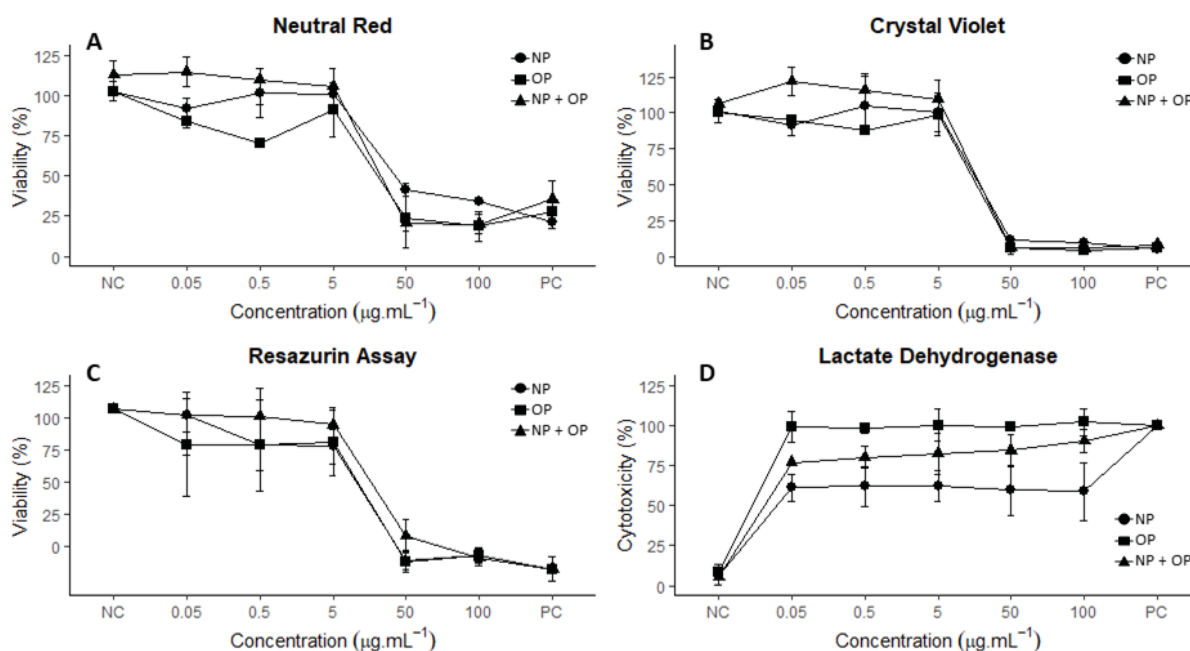 A
Neutral Red
NP
OP
NP + OP
Viability (%)
125
100
75
50
25
0
NC 0.05 0.5 5 50 100 PC
Concentration (μg.mL⁻¹)
B
Crystal Violet
NP
OP
NP + OP
Viability (%)
125
100
75
50
25
0
NC 0.05 0.5 5 50 100 PC
Concentration (μg.mL⁻¹)
C
Resazurin Assay
NP
OP
NP + OP
Viability (%)
125
100
75
50
25
0
NC 0.05 0.5 5 50 100 PC
Concentration (μg.mL⁻¹)
D
Lactate Dehydrogenase
Cytotoxicity (%)
125
100
75
50
25
0
NP
OP
NP + OP
NC 0.05 0.5 5 50 100 PC
Concentration (μg.mL⁻¹)